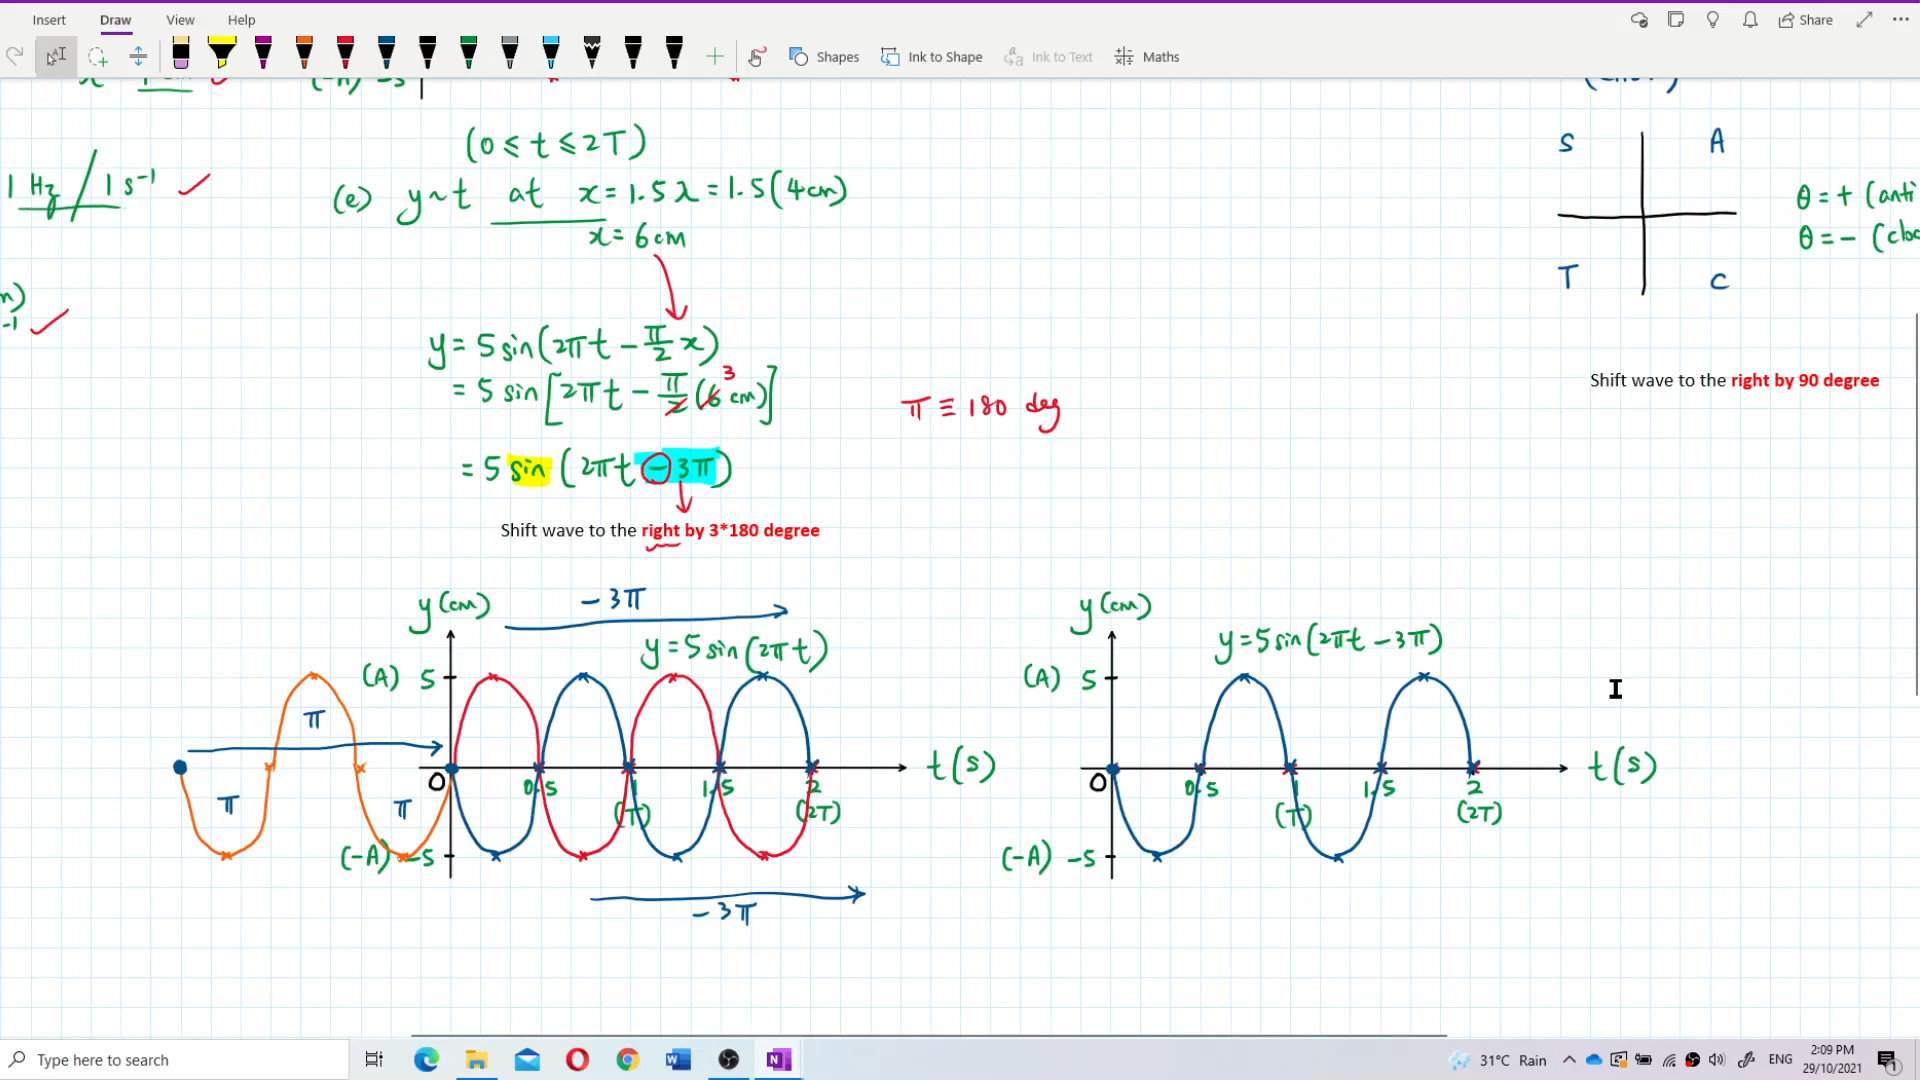 Insert Draw View Help
Share
Shapes Ink to Shape Ink to Text Maths
(0 ≤ t ≤ 2T)
1 Hz / 1 s⁻¹
(e) y~t at x = 1.5λ = 1.5(4cm)
x = 6cm
S A
T C
θ = + (anti
θ = - (cloc
y = 5 sin(2πt - π/2 x)
= 5 sin[2πt - π/2 (6 cm)]
3
π ≡ 180 deg
Shift wave to the right by 90 degree
= 5 sin (2πt - 3π)
Shift wave to the right by 3*180 degree
y(cm) - 3π
y = 5 sin(2πt)
(A) 5
π
π π
0 0.5 1 1.5 2 t(s)
(T) (2T)
(-A) -5
- 3π
y(cm)
y = 5 sin(2πt - 3π)
(A) 5
0 0.5 1 1.5 2 t(s)
(T) (2T)
(-A) -5
Type here to search
31°C Rain
ENG
2:09 PM
29/10/2021
1